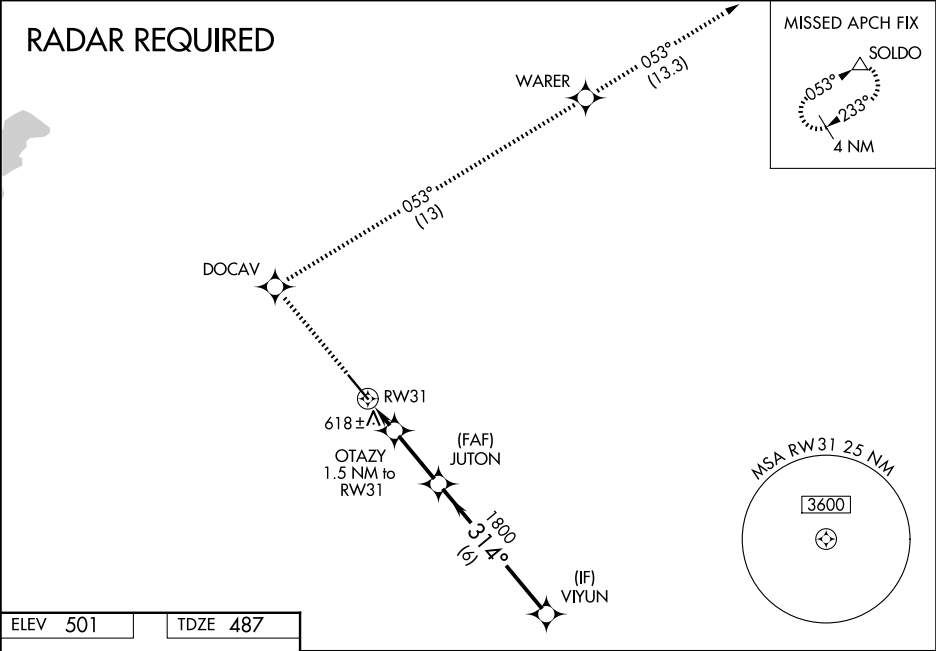 RADAR REQUIRED
MISSED APCH FIX
SOLDO
053°
233°
4 NM
053°
(13.3)
WARER
053°
(13)
DOCAV
RW31
618±
OTAZY
1.5 NM to
RW31
(FAF)
JUTON
1800
314°
(6)
(IF)
VIYUN
MSA RW31 25 NM
3600
ELEV 501
TDZE 487